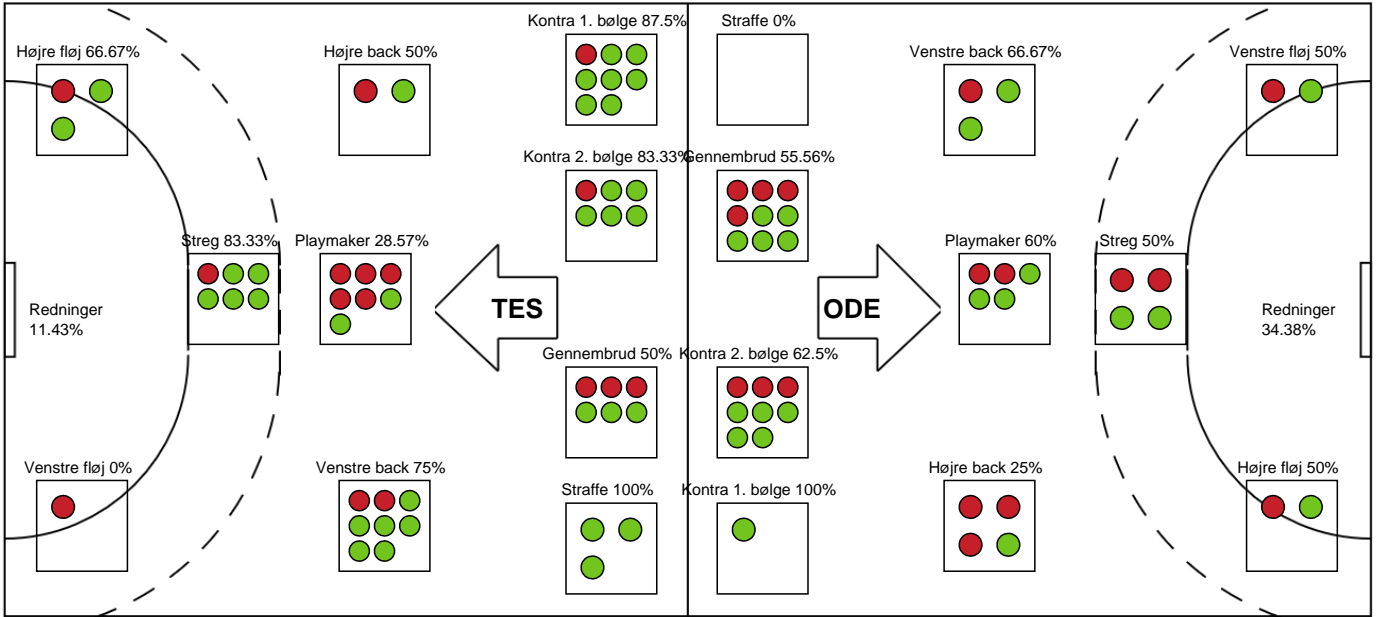 Kontra 1. bølge 87.5%
Straffe 0%
Højre fløj 66.67%
Højre back 50%
Venstre back 66.67%
Venstre fløj 50%
Kontra 2. bølge 83.33%
Gennembrud 55.56%
Streg 83.33%
Playmaker 28.57%
Playmaker 60%
Streg 50%
Redninger
11.43%
TES
ODE
Redninger
34.38%
Gennembrud 50%
Kontra 2. bølge 62.5%
Venstre fløj 0%
Venstre back 75%
Straffe 100%
Kontra 1. bølge 100%
Højre back 25%
Højre fløj 50%